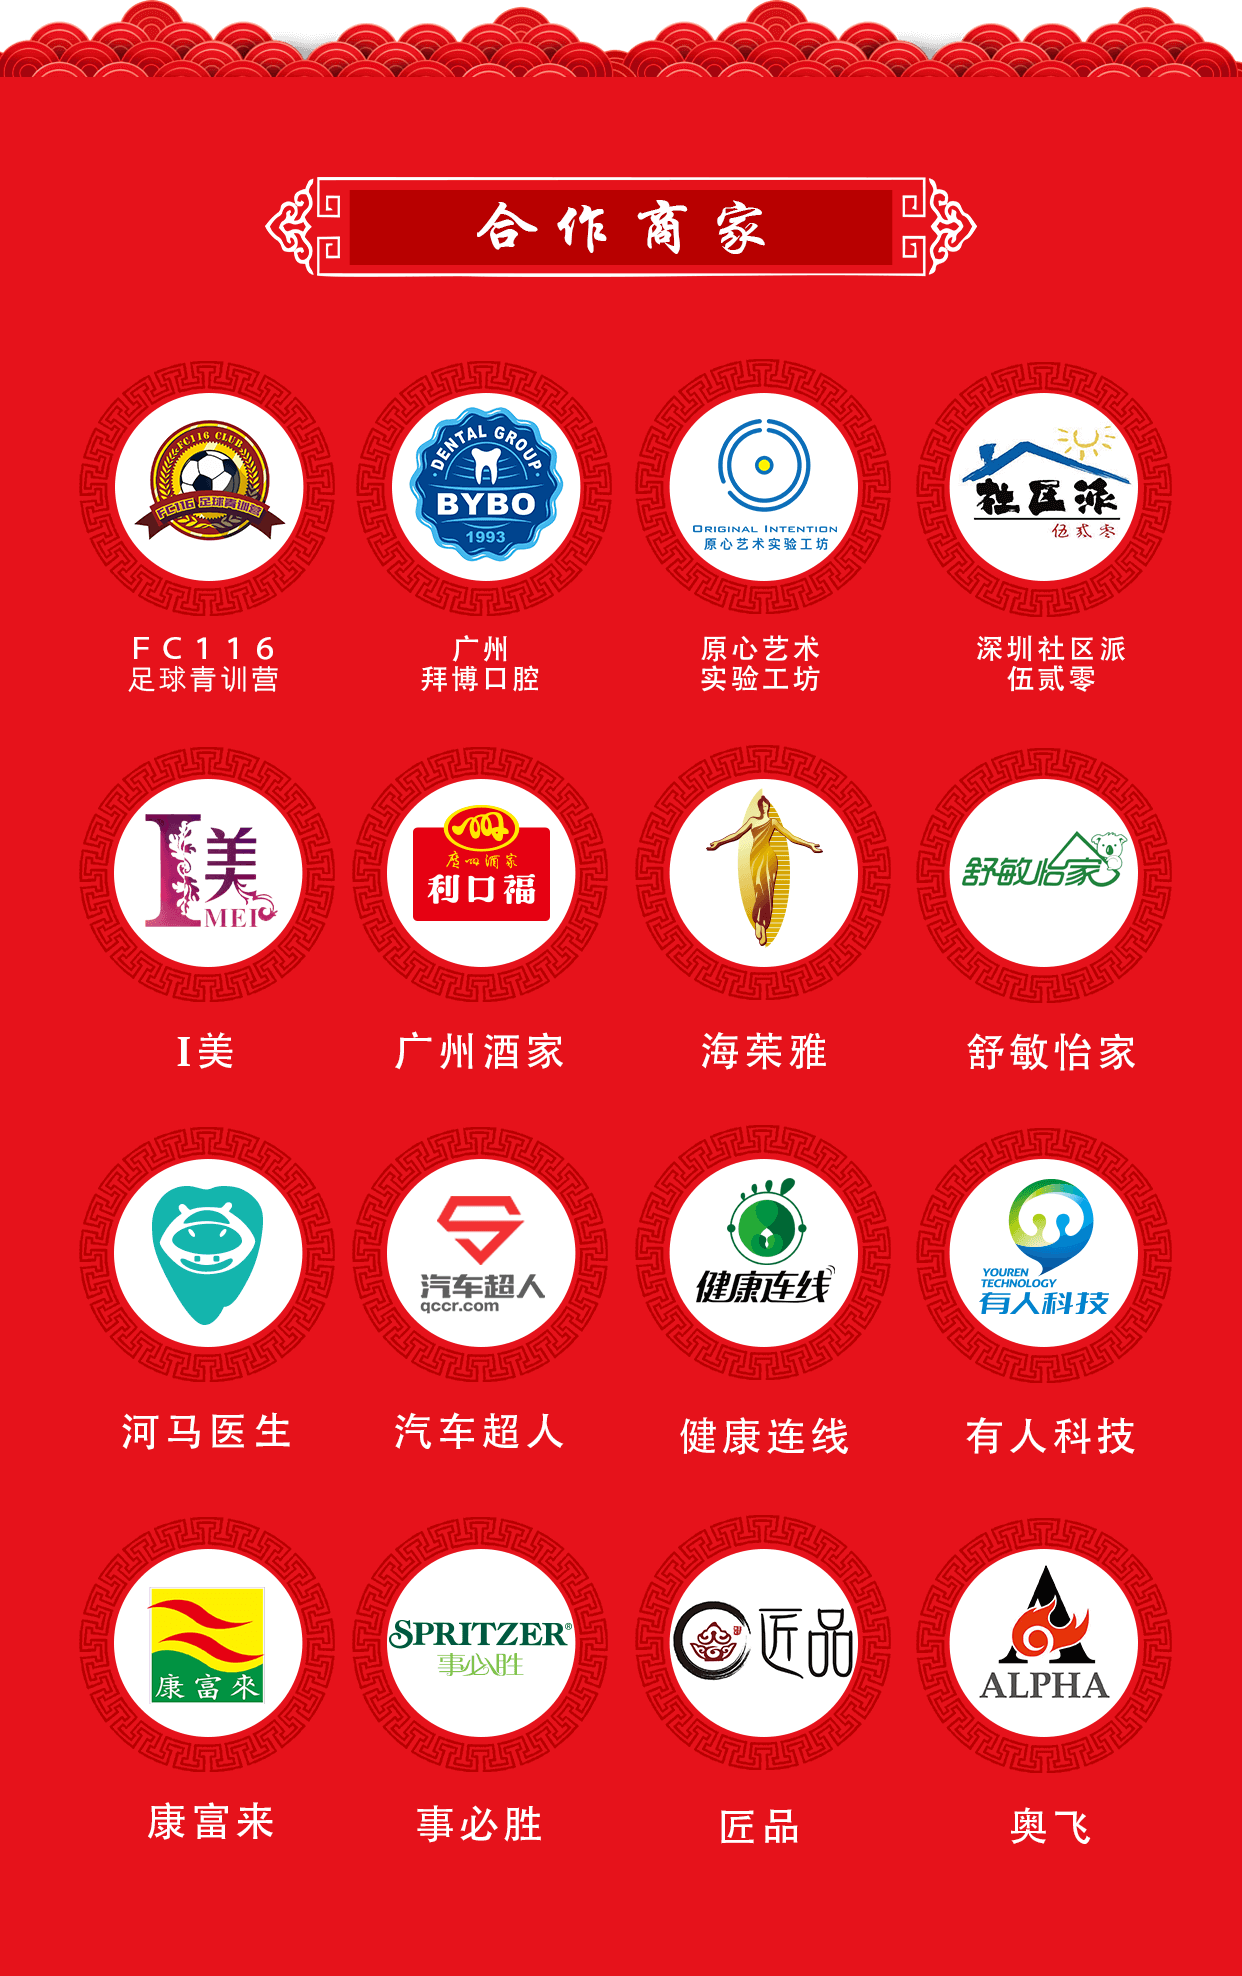 合作商家
FC116 CLUB
FC116 足球青训营
DENTAL GROUP
BYBO
1993
ORIGINAL INTENTION
原心艺术实验工坊
社区派
伍贰零
FC116
足球青训营
广州
拜博口腔
原心艺术
实验工坊
深圳社区派
伍贰零
I美
MEI
廣州酒家
利口福
舒敏怡家
I美
广州酒家
海茱雅
舒敏怡家
汽车超人
qccr.com
健康连线
YOUREN
TECHNOLOGY
有人科技
河马医生
汽车超人
健康连线
有人科技
康富來
SPRITZER®
事必胜
匠品
ALPHA
康富来
事必胜
匠品
奥飞